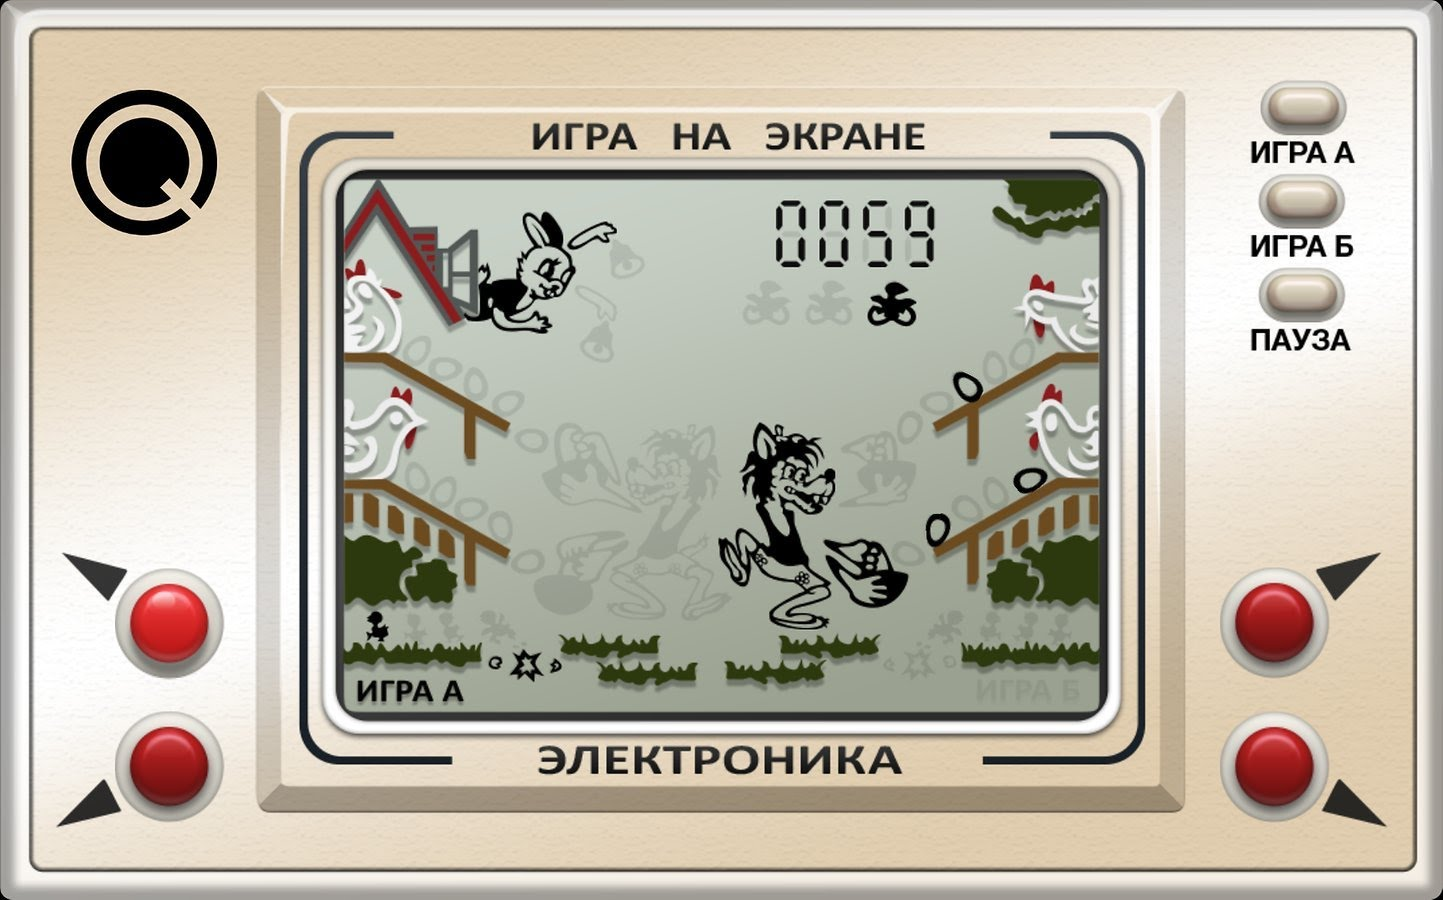 ИГРА НА ЭКРАНЕ
0059
ИГРА А
ИГРА Б
ПАУЗА
ИГРА А
ИГРА Б
ЭЛЕКТРОНИКА